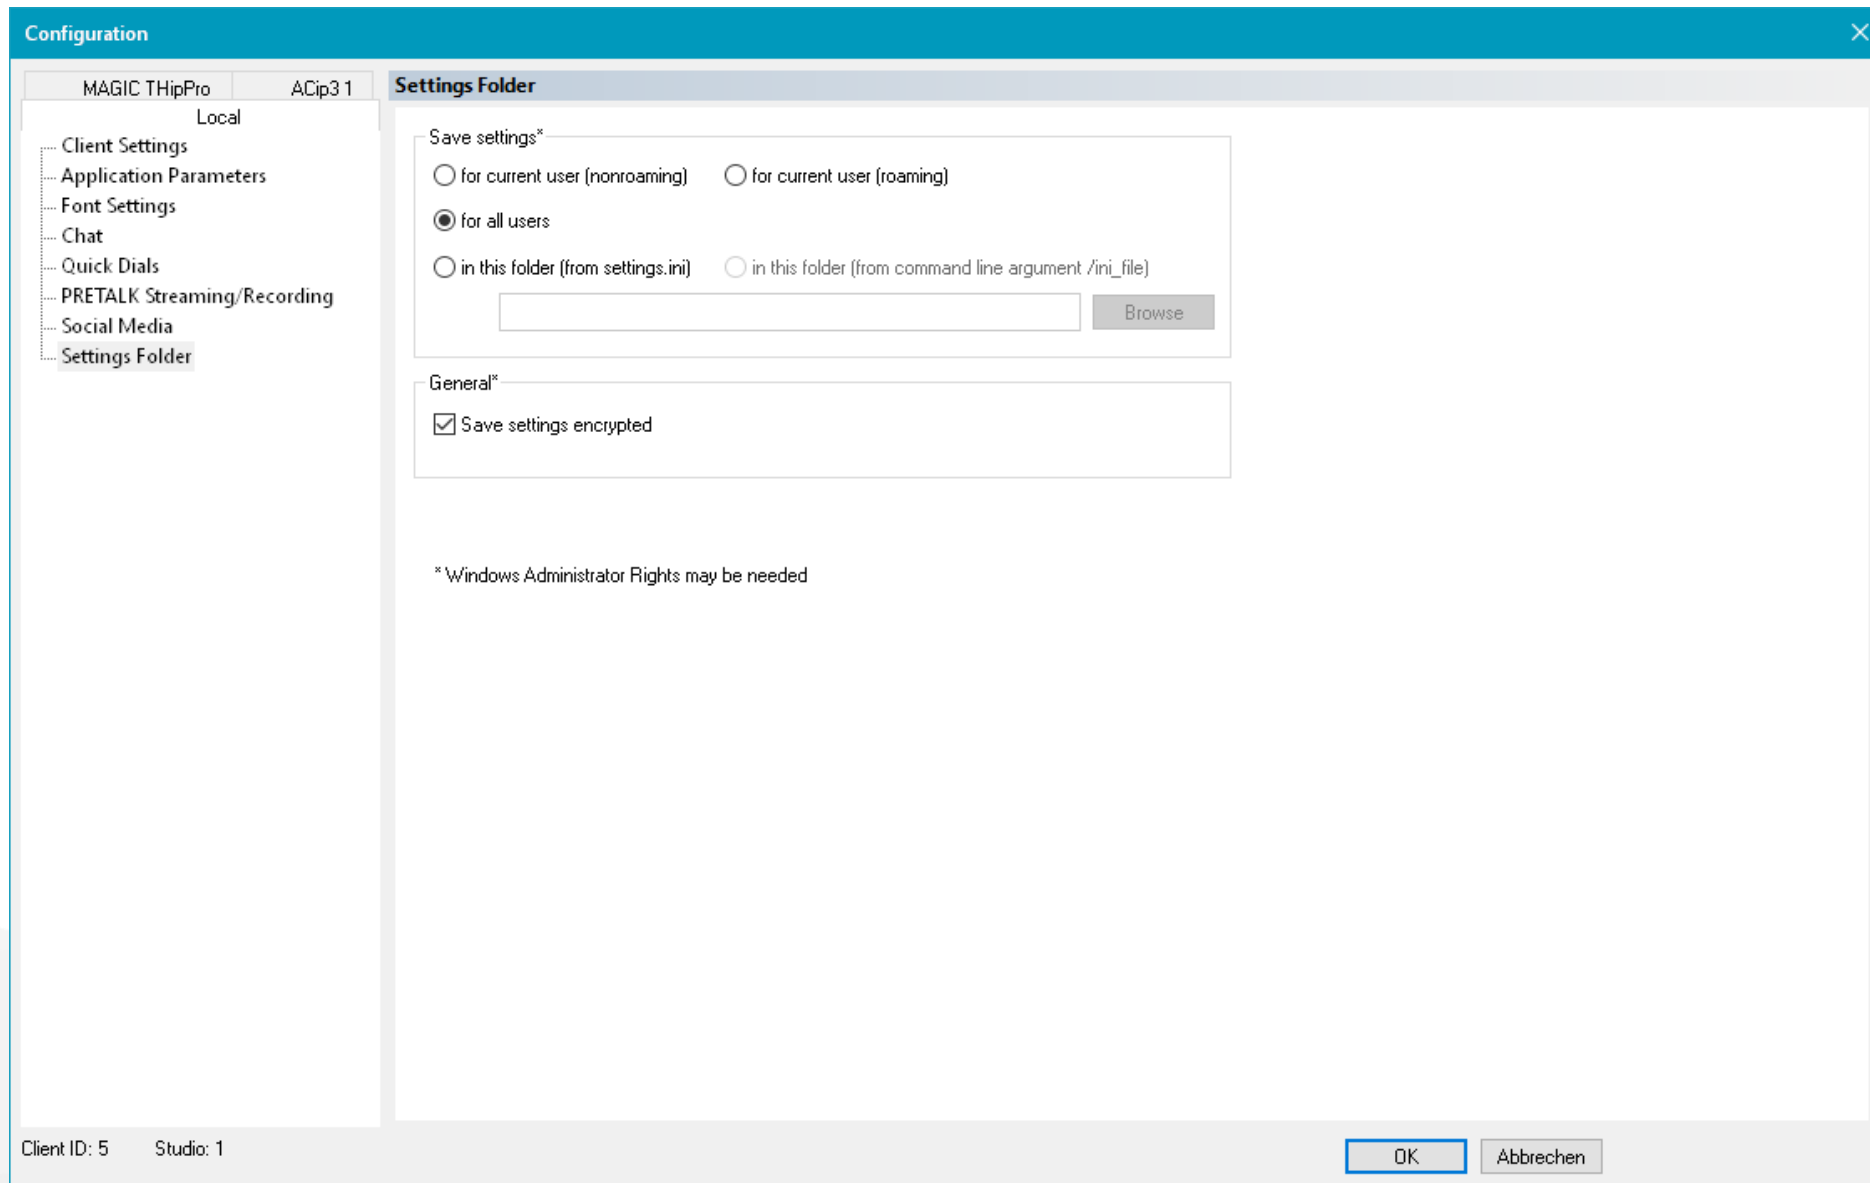 Configuration
MAGIC THipPro ACip3 1
Local
Client Settings
Application Parameters
Font Settings
Chat
Quick Dials
PRETALK Streaming/Recording
Social Media
Settings Folder
Settings Folder
Save settings*
for current user (nonroaming) for current user (roaming)
for all users
in this folder (from settings.ini) in this folder (from command line argument /ini_file)
Browse
General*
Save settings encrypted
* Windows Administrator Rights may be needed
Client ID: 5 Studio: 1
OK Abbrechen